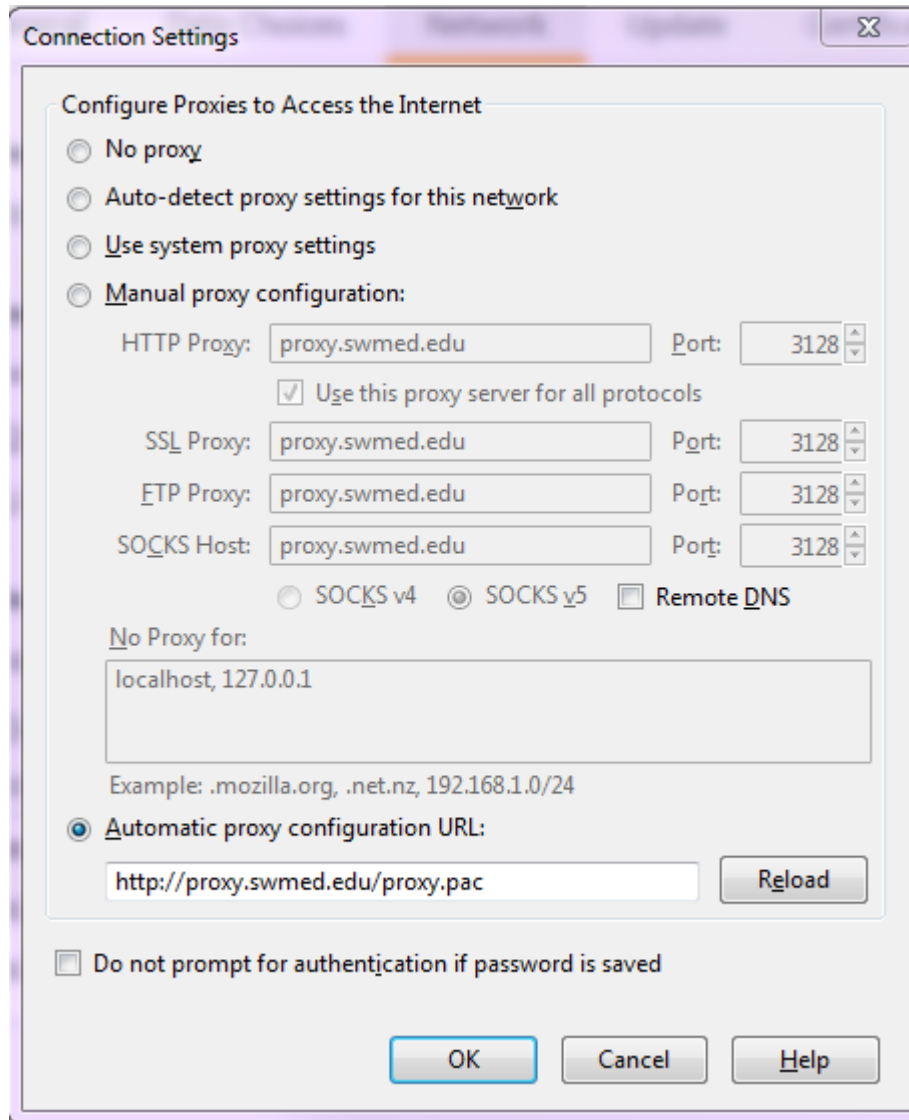 Choices Network Update
Connection Settings
Configure Proxies to Access the Internet
No proxy
Auto-detect proxy settings for this network
Use system proxy settings
Manual proxy configuration:
HTTP Proxy: proxy.swmed.edu Port: 3128
Use this proxy server for all protocols
SSL Proxy: proxy.swmed.edu Port: 3128
FTP Proxy: proxy.swmed.edu Port: 3128
SOCKS Host: proxy.swmed.edu Port: 3128
SOCKS v4 SOCKS v5 Remote DNS
No Proxy for:
localhost, 127.0.0.1
Example: .mozilla.org, .net.nz, 192.168.1.0/24
Automatic proxy configuration URL:
http://proxy.swmed.edu/proxy.pac Reload
Do not prompt for authentication if password is saved
OK Cancel Help